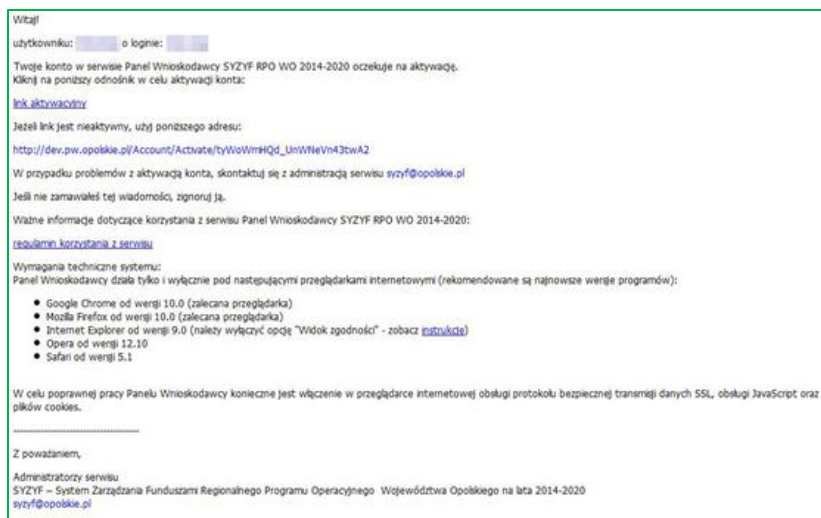 Witaj!
użytkowniku: o loginie:
Twoje konto w serwisie Panel Wnioskodawcy SYZYF RPO WO 2014-2020 oczekuje na aktywację.
Kliknij na poniższy odnośnik w celu aktywacji konta:
link aktywacyjny
Jeżeli link jest nieaktywny, użyj poniższego adresu:
http://dev.pw.opolskie.pl/Account/Activate/tyWoWmHQd_UnWNeVn43twA2
W przypadku problemów z aktywacją konta, skontaktuj się z administracją serwisu syzyf@opolskie.pl
Jeśli nie zamawiałeś tej wiadomości, zignoruj ją.
Ważne informacje dotyczące korzystania z serwisu Panel Wnioskodawcy SYZYF RPO WO 2014-2020:
regulamin korzystania z serwisu
Wymagania techniczne systemu:
Panel Wnioskodawcy działa tylko i wyłącznie pod następującymi przeglądarkami internetowymi (rekomendowane są najnowsze wersje programów):
• Google Chrome od wersji 10.0 (zalecana przeglądarka)
• Mozilla Firefox od wersji 10.0 (zalecana przeglądarka)
• Internet Explorer od wersji 9.0 (należy wyłączyć opcję "Widok zgodności" - zobacz instrukcję)
• Opera od wersji 12.10
• Safari od wersji 5.1
W celu poprawnej pracy Panelu Wnioskodawcy konieczne jest włączenie w przeglądarce internetowej obsługi protokołu bezpiecznej transmisji danych SSL, obsługi JavaScript oraz
plików cookies.
------------------------------------
Z poważaniem,
Administratorzy serwisu
SYZYF – System Zarządzania Funduszami Regionalnego Programu Operacyjnego Województwa Opolskiego na lata 2014-2020
syzyf@opolskie.pl